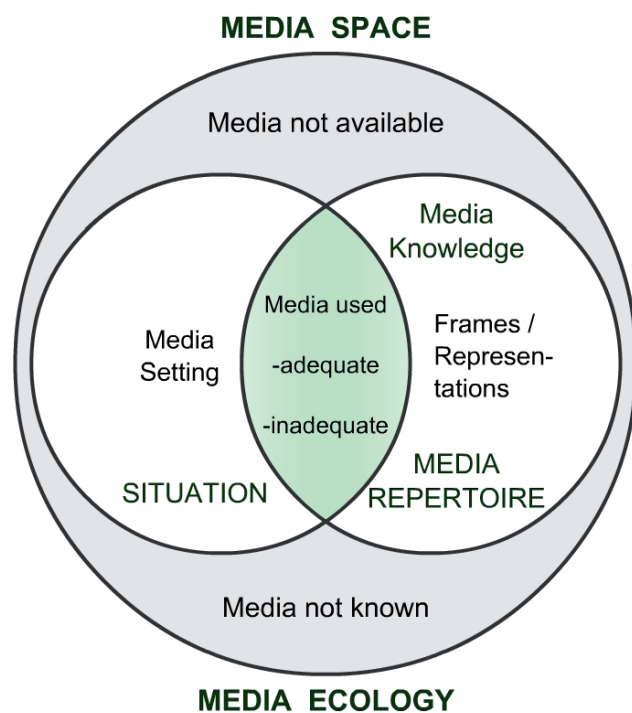 MEDIA SPACE
Media not available
Media
Knowledge
Media used
-adequate
-inadequate
Media
Setting
Frames /
Represen-
tations
SITUATION
MEDIA
REPERTOIRE
Media not known
MEDIA ECOLOGY